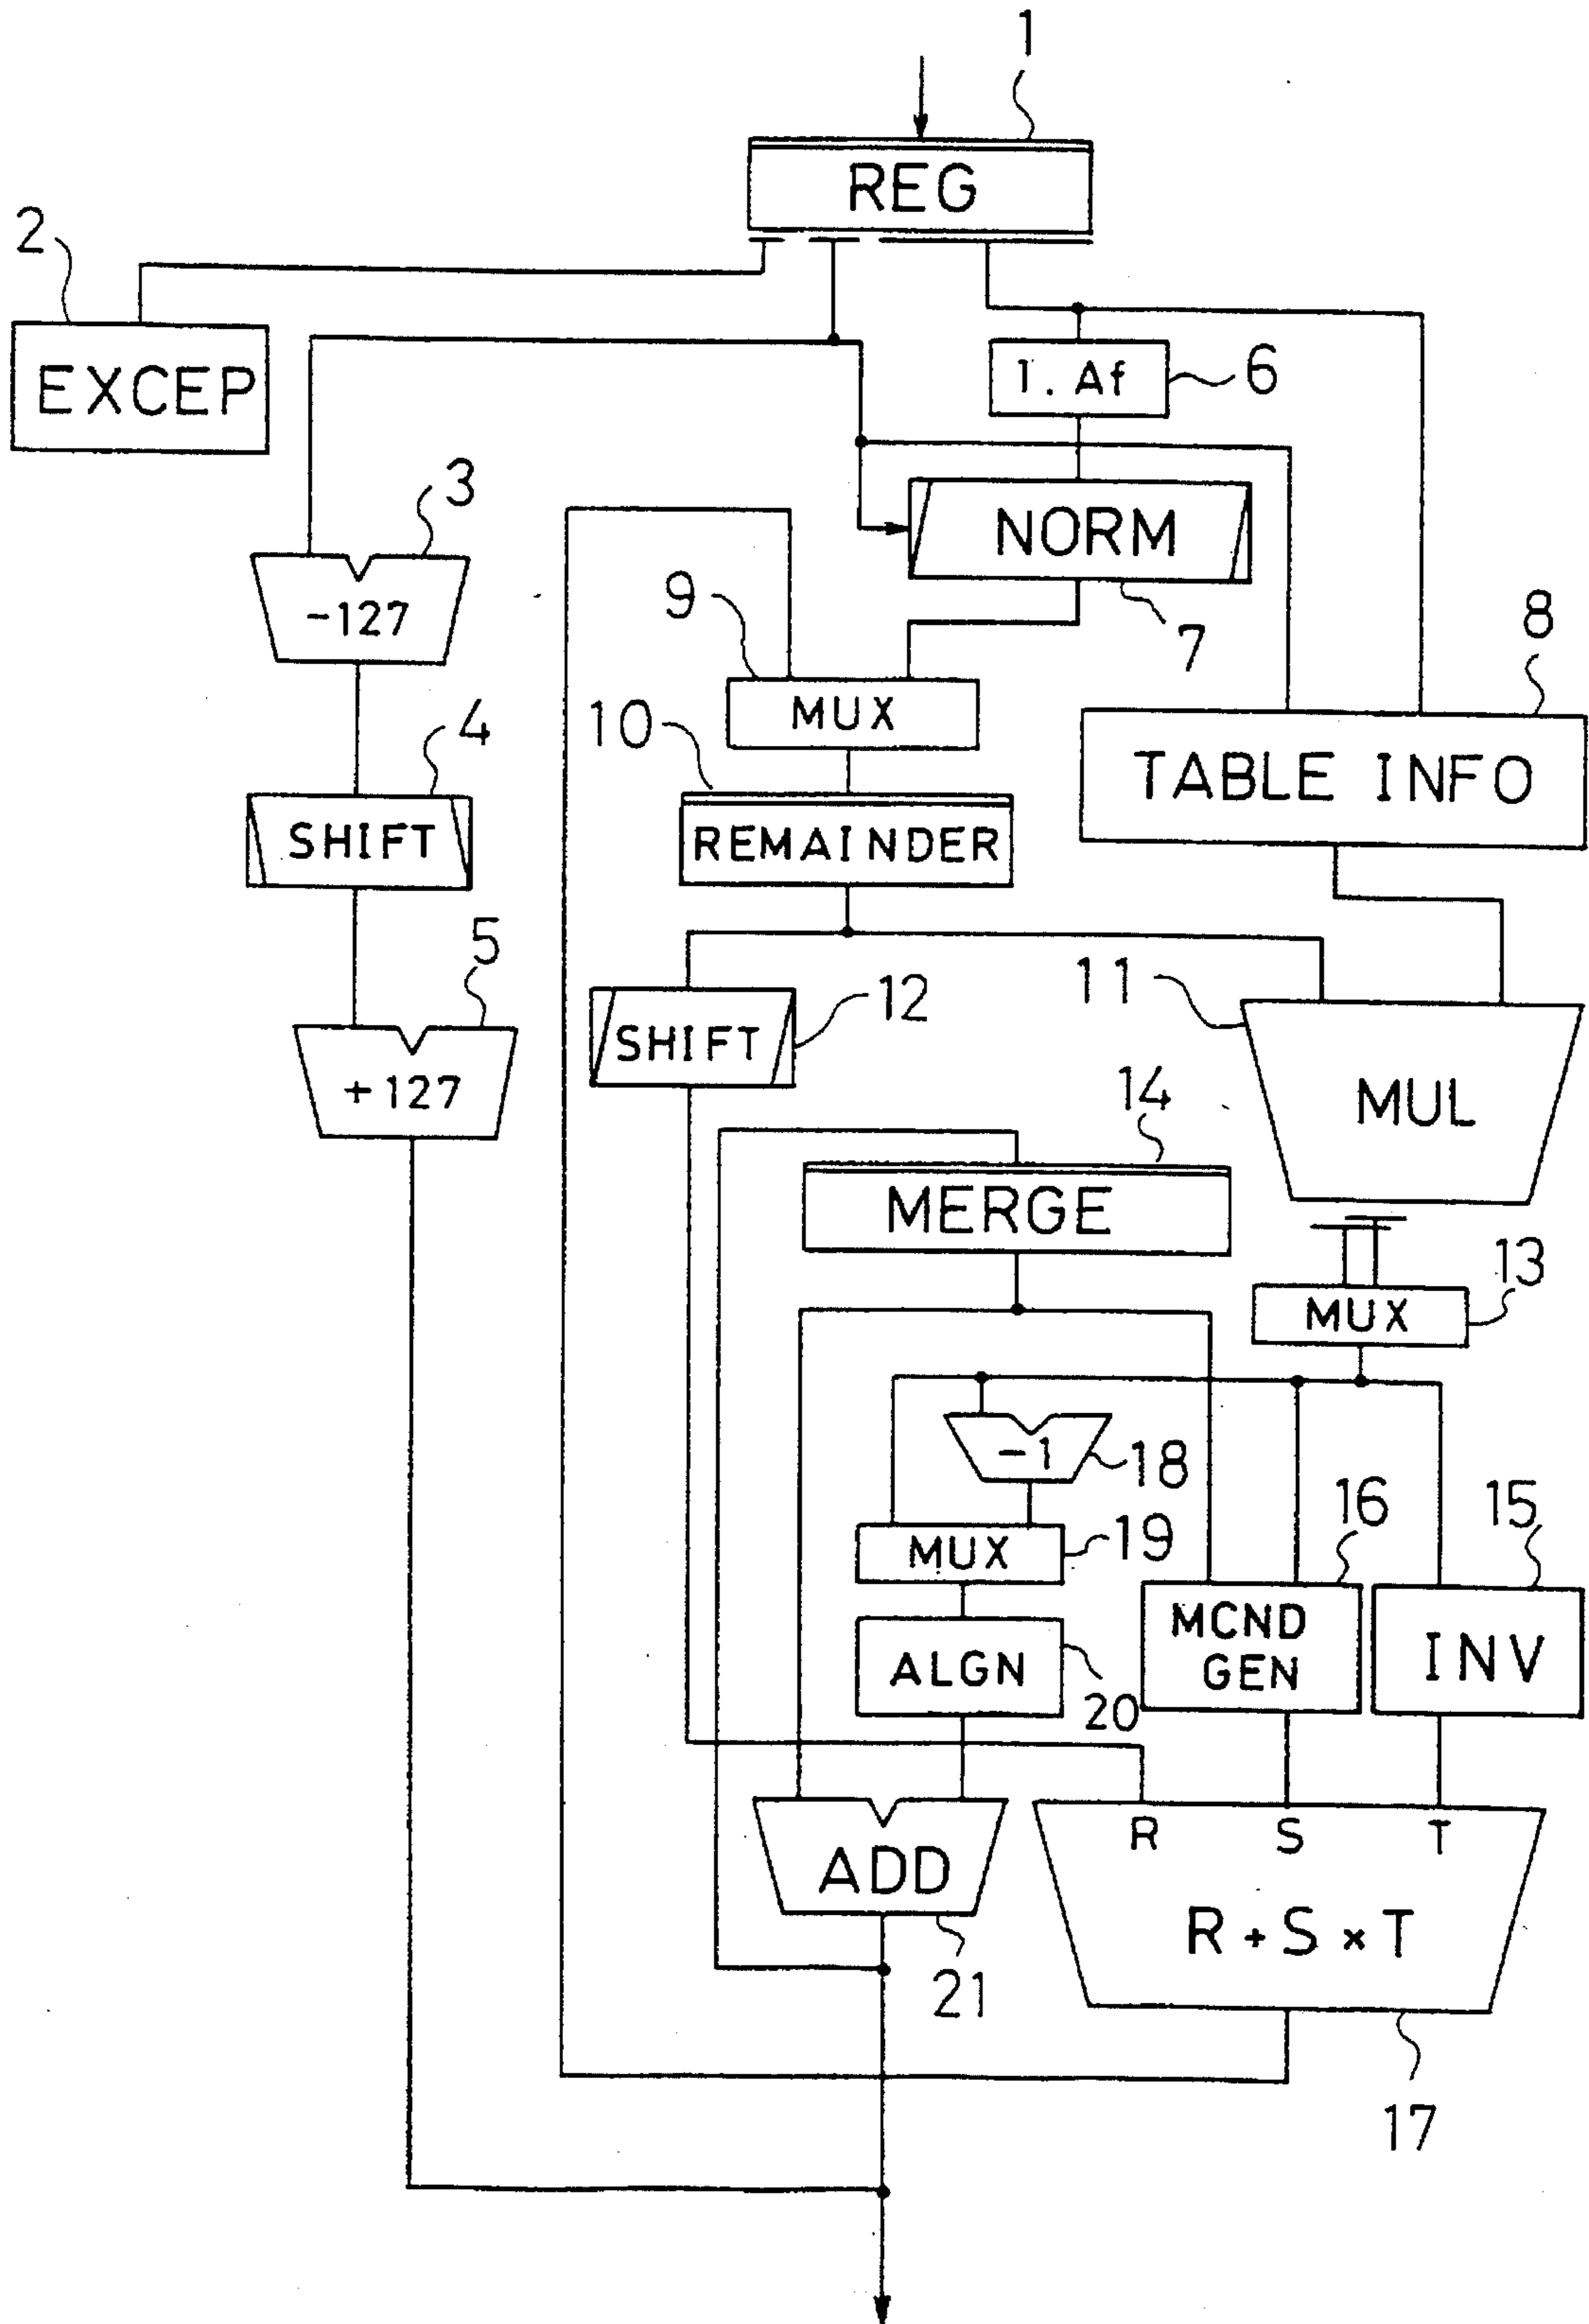 1
REG
2
EXCEP
1. Af
6
3
-127
NORM
7
9
MUX
8
TABLE INFO
10
REMAINDER
4
SHIFT
5
+127
12
SHIFT
11
MUL
14
MERGE
13
MUX
-1
18
MUX
19
16
15
MCND
GEN
INV
ALGN
20
R S T
ADD
R + S × T
21
17